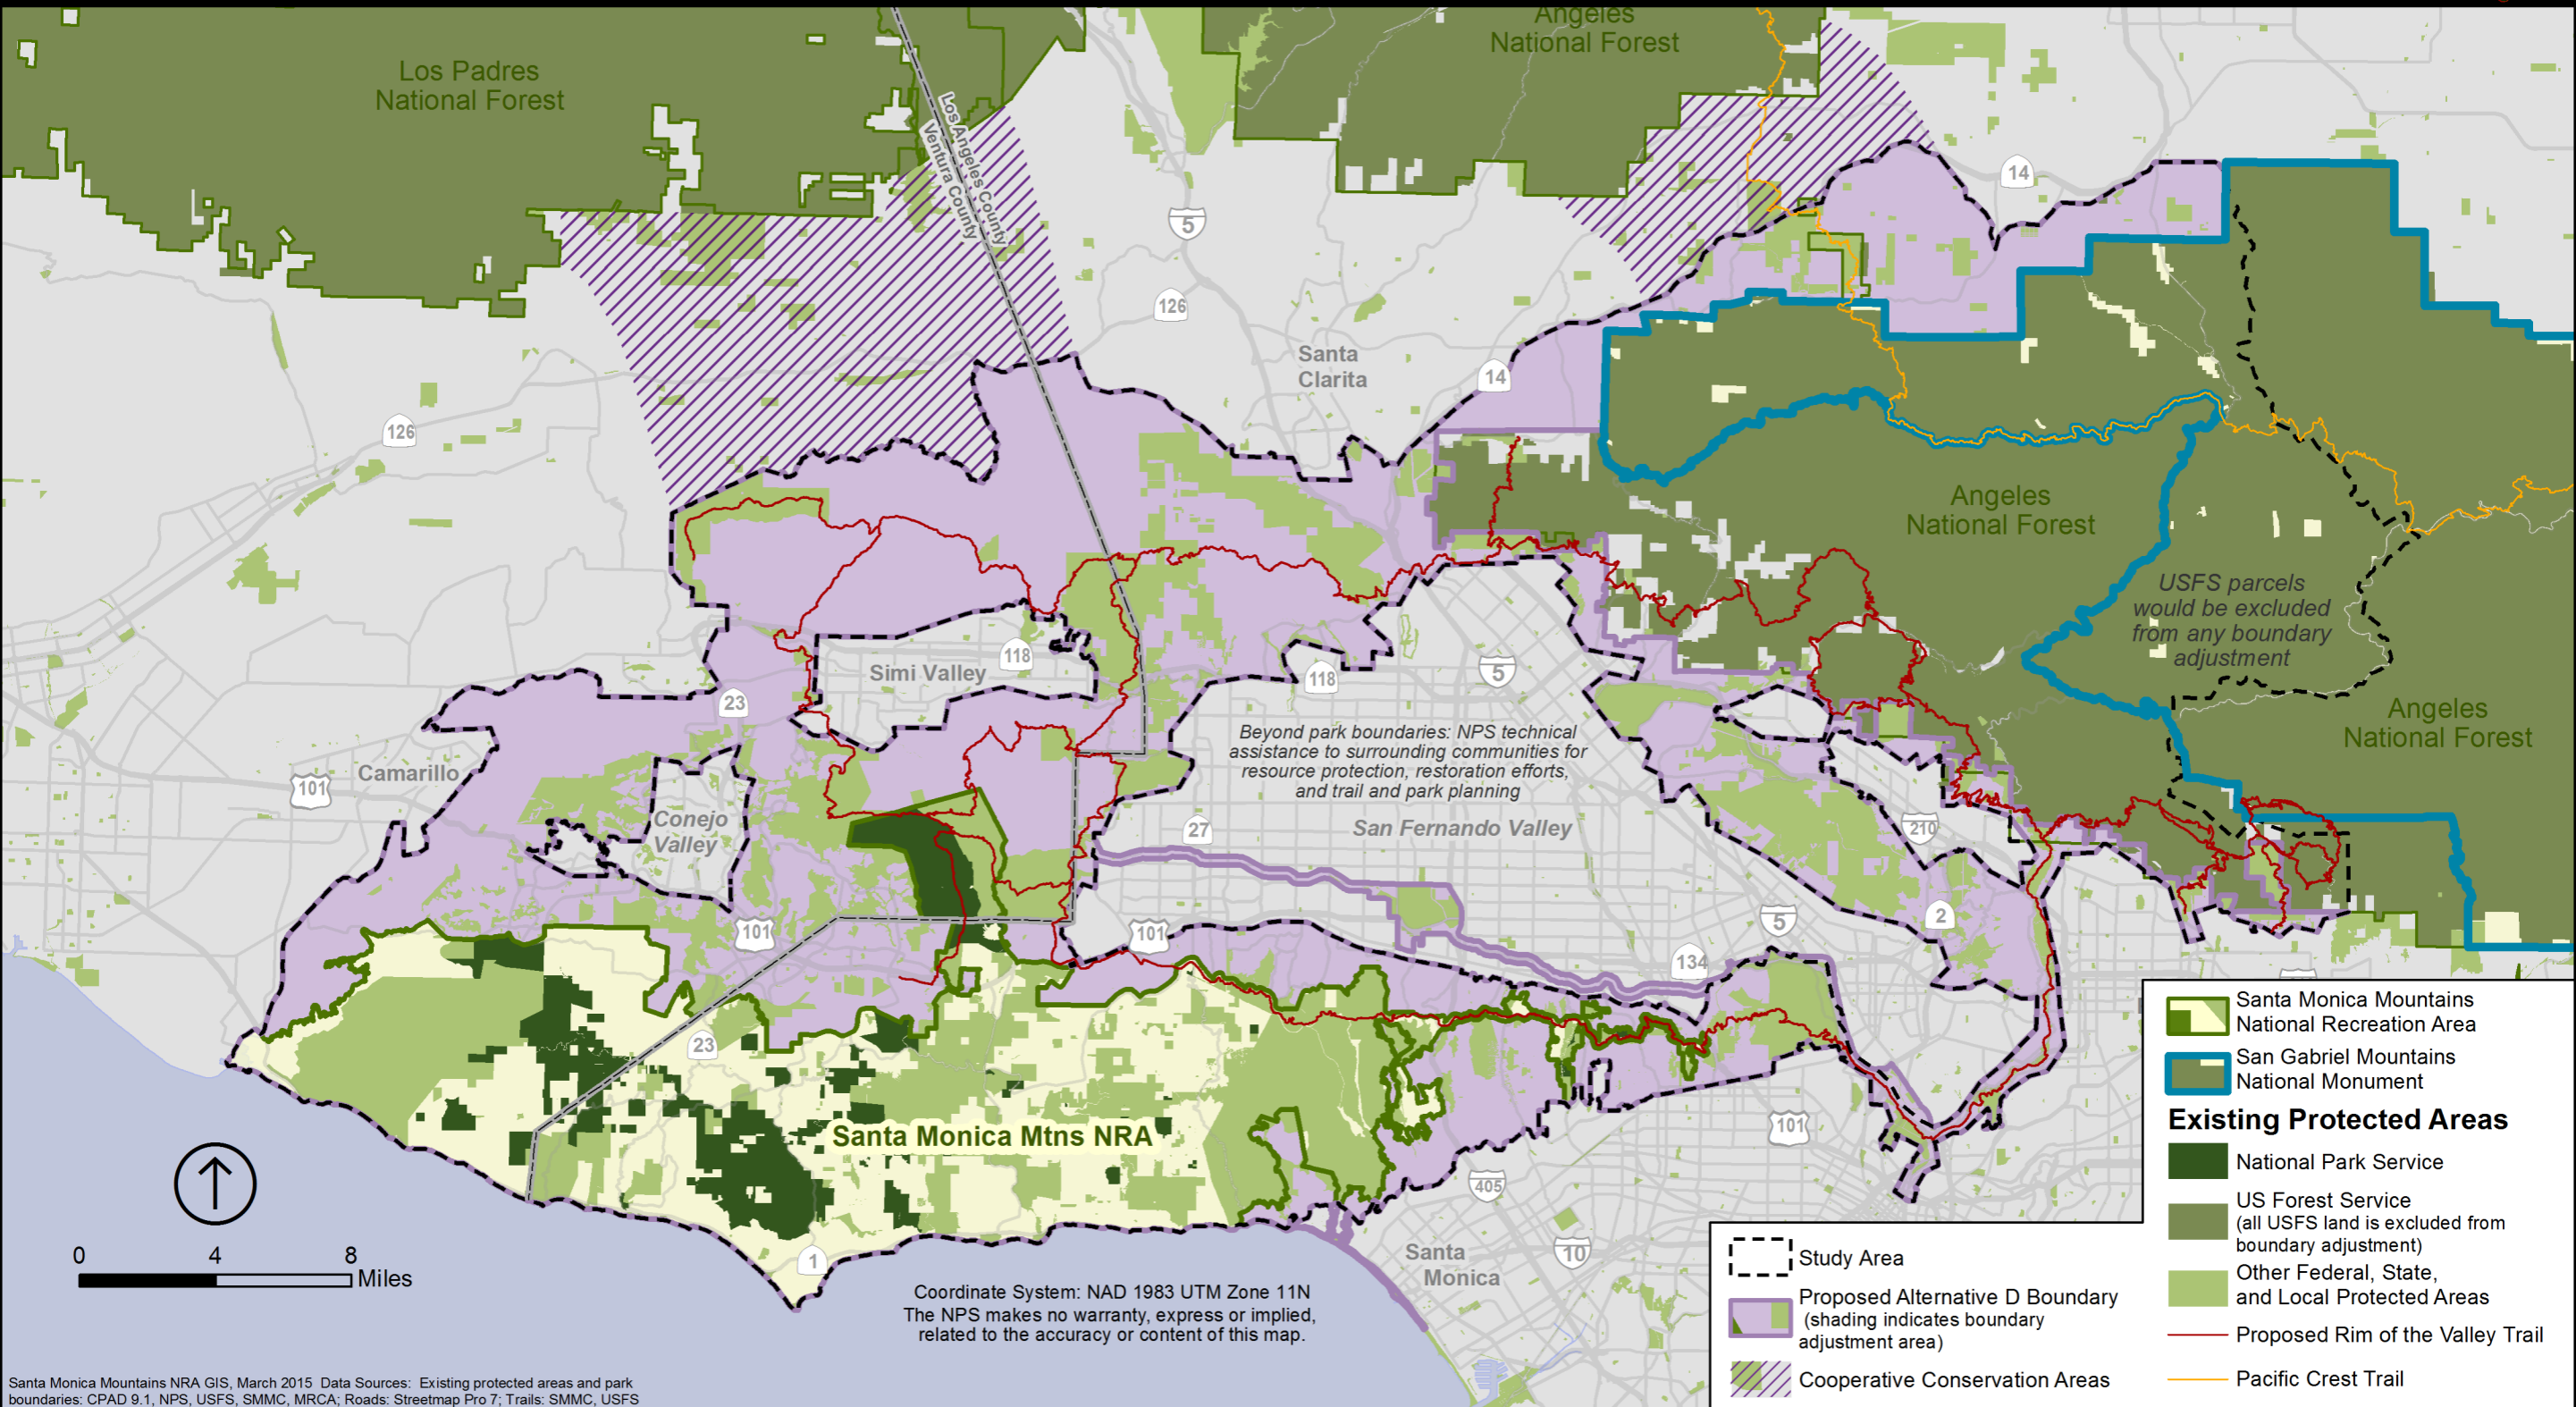 Los Padres
National Forest
Angeles
National Forest
Los Angeles County
Ventura County
5
14
126
Santa
Clarita
14
126
Angeles
National Forest
USFS parcels
would be excluded
from any boundary
adjustment
118
Simi Valley
118
5
23
Angeles
National Forest
Beyond park boundaries: NPS technical
assistance to surrounding communities for
resource protection, restoration efforts,
and trail and park planning
Camarillo
101
Conejo
Valley
27
San Fernando Valley
210
101
101
5
2
134
23
Santa Monica Mtns NRA
101
405
1
Santa
Monica
10
0 4 8
Miles
Coordinate System: NAD 1983 UTM Zone 11N
The NPS makes no warranty, express or implied,
related to the accuracy or content of this map.
Santa Monica Mountains NRA GIS, March 2015 Data Sources: Existing protected areas and park
boundaries: CPAD 9.1, NPS, USFS, SMMC, MRCA; Roads: Streetmap Pro 7; Trails: SMMC, USFS
Study Area
Proposed Alternative D Boundary
(shading indicates boundary
adjustment area)
Cooperative Conservation Areas
Santa Monica Mountains
National Recreation Area
San Gabriel Mountains
National Monument
Existing Protected Areas
National Park Service
US Forest Service
(all USFS land is excluded from
boundary adjustment)
Other Federal, State,
and Local Protected Areas
Proposed Rim of the Valley Trail
Pacific Crest Trail